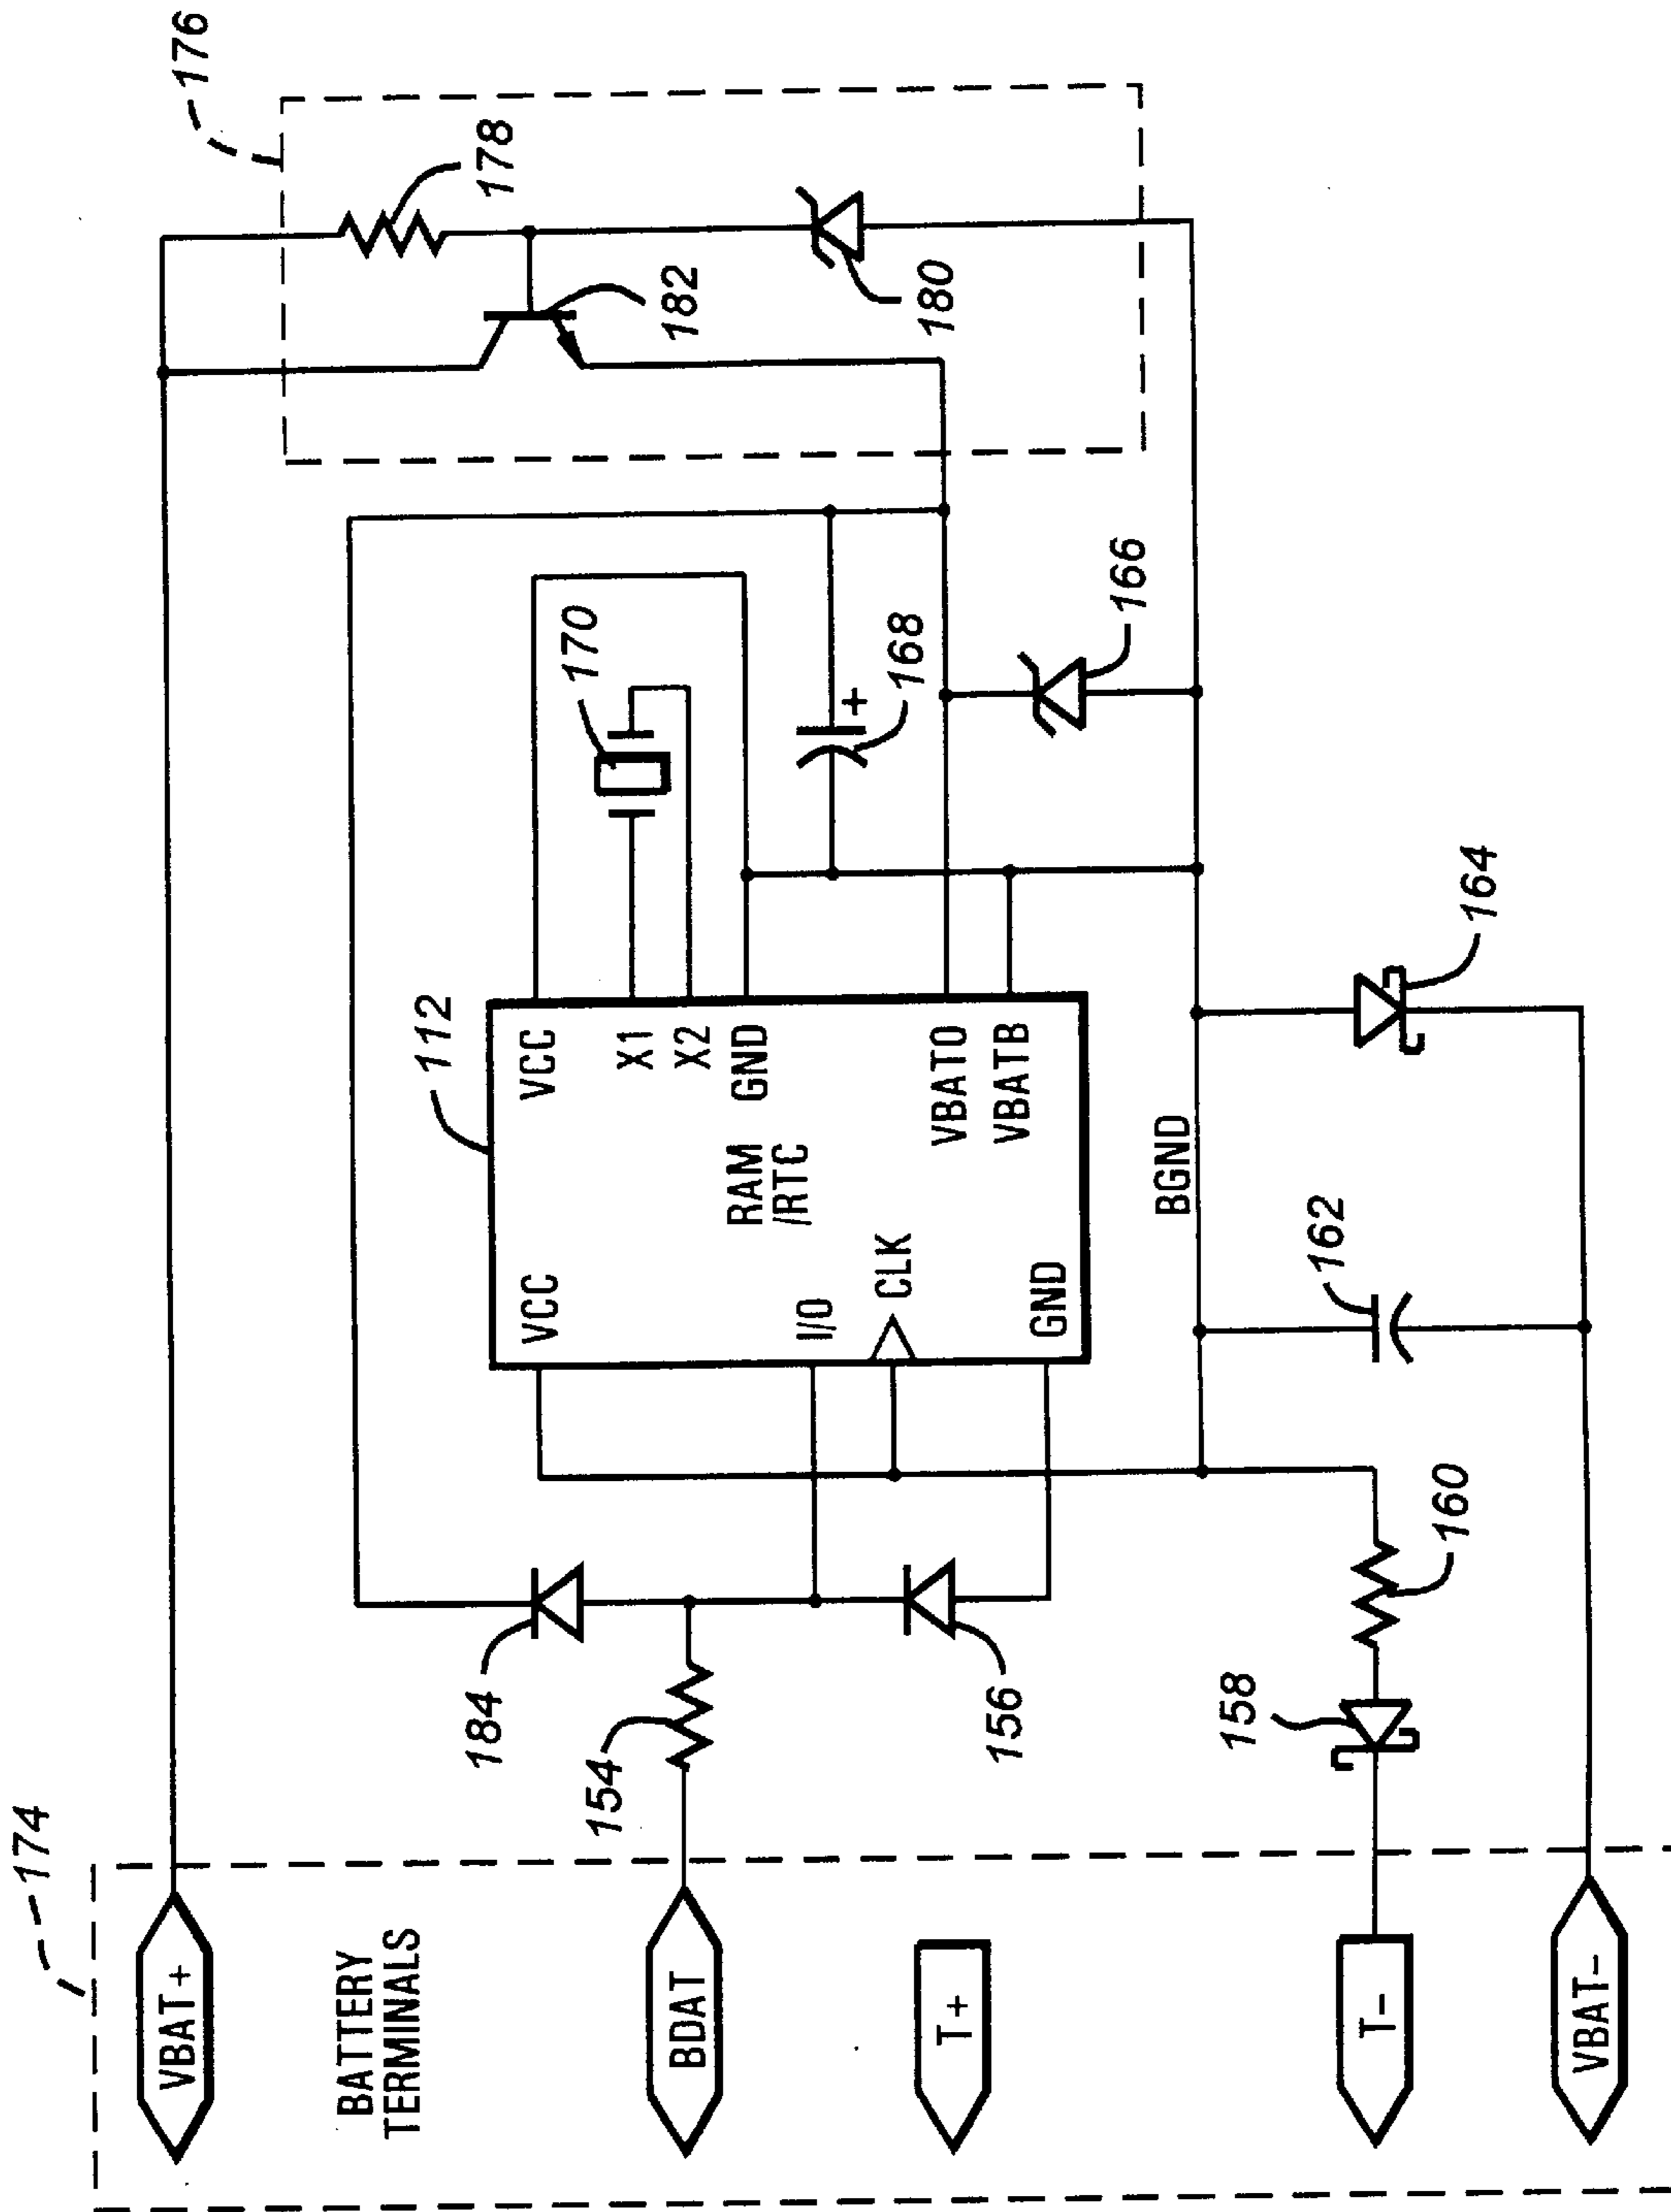 174
VBAT+
BATTERY
TERMINALS
BDAT
T+
T-
VBAT-
184
154
156
158
160
162
164
BGND
112
VCC
I/O
CLK
GND
RAM
/RTC
VCC
X1
X2
GND
VBATO
VBATB
170
168
+
166
176
178
182
180